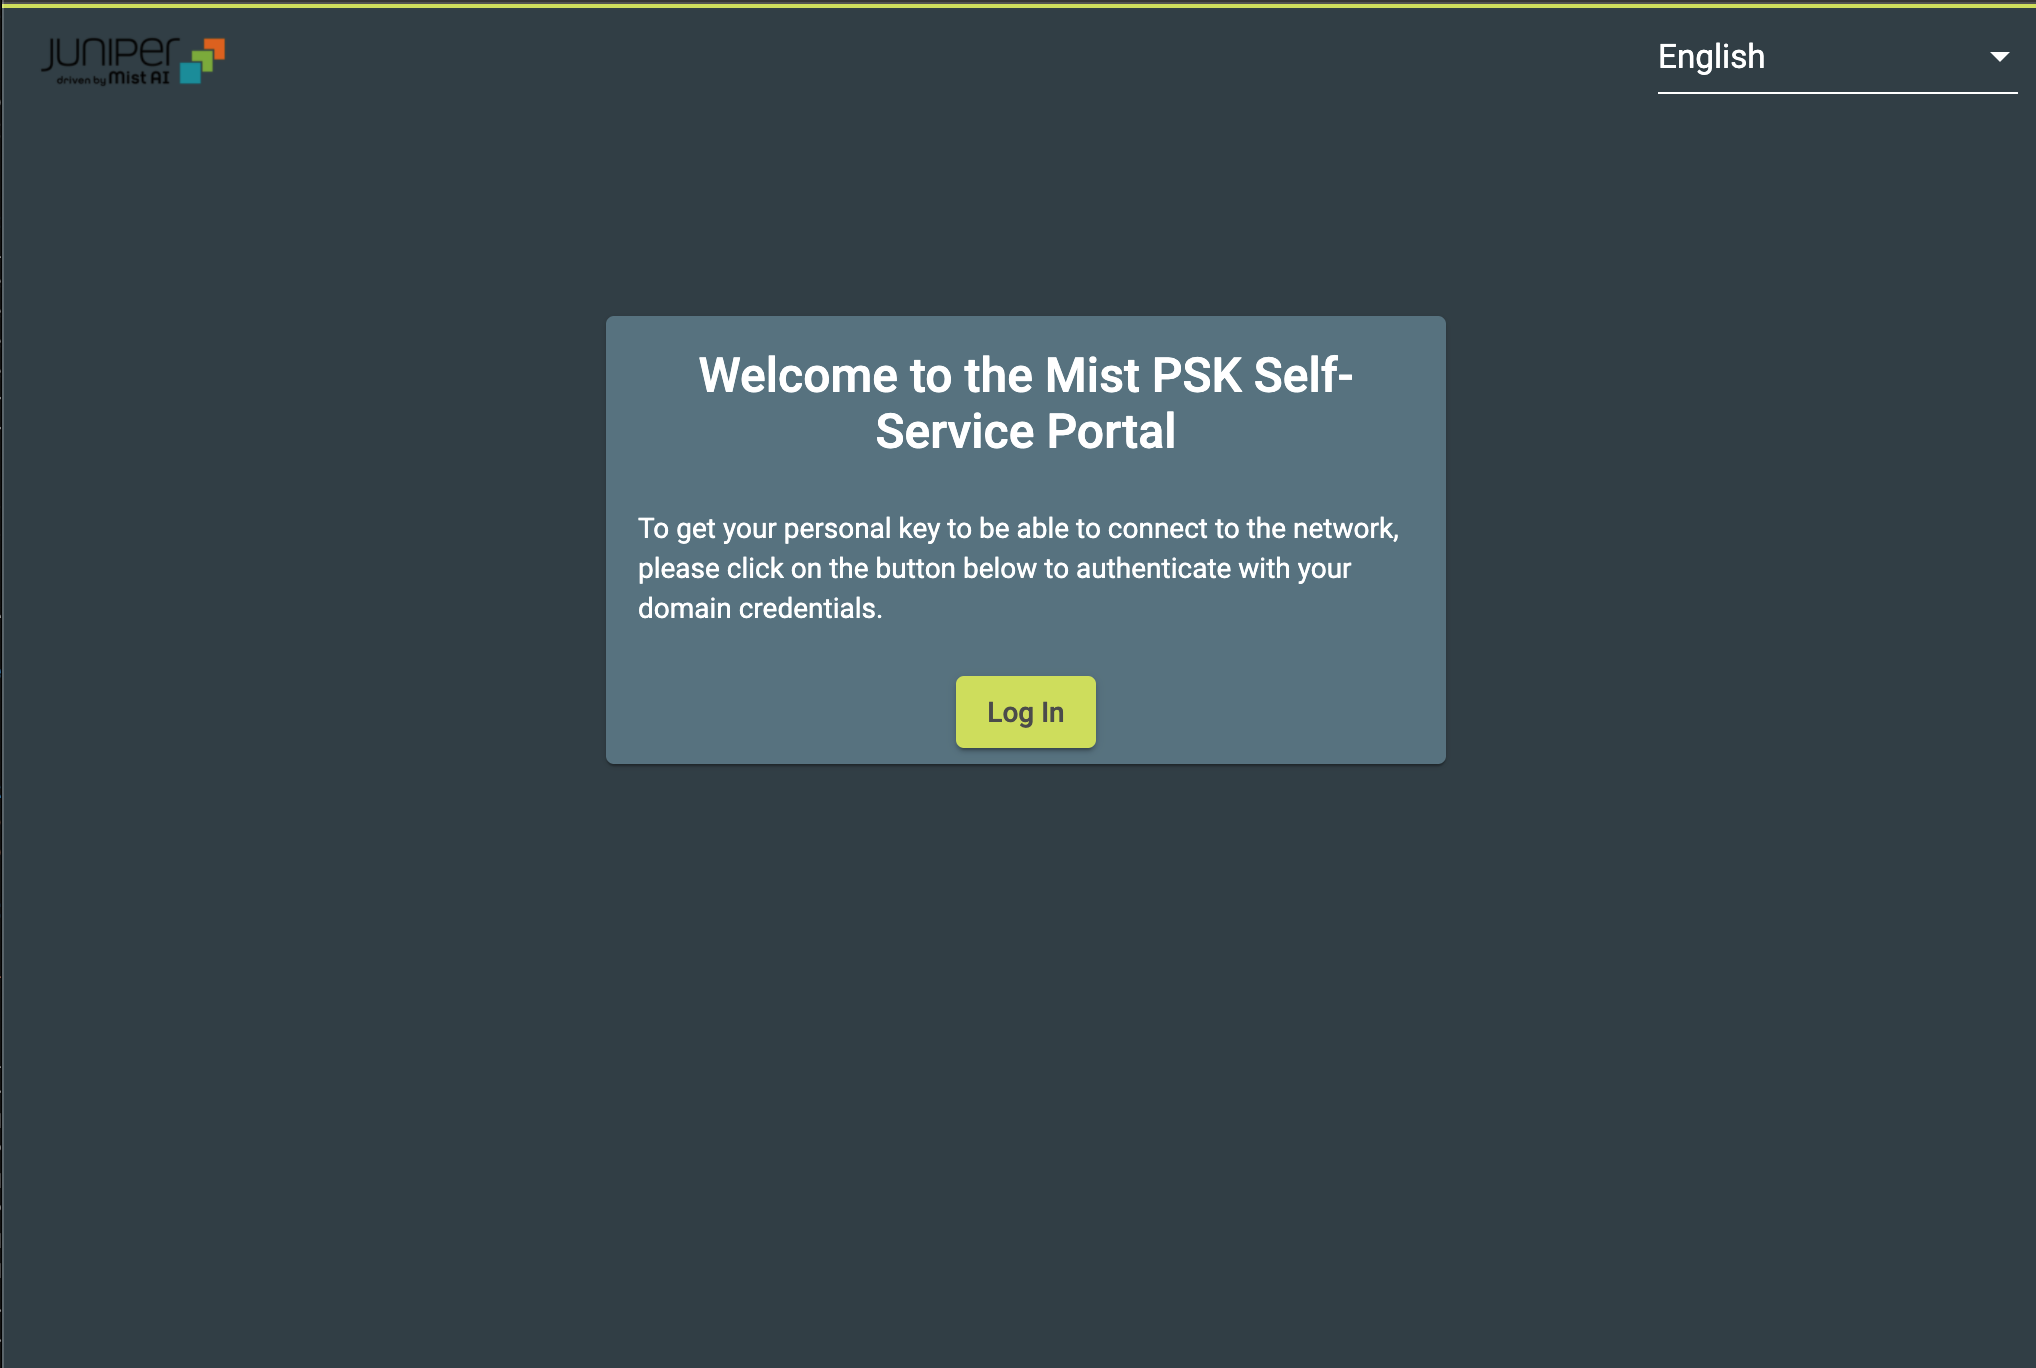 juniper
driven by Mist AI
English
Welcome to the Mist PSK Self-
Service Portal
To get your personal key to be able to connect to the network,
please click on the button below to authenticate with your
domain credentials.
Log In